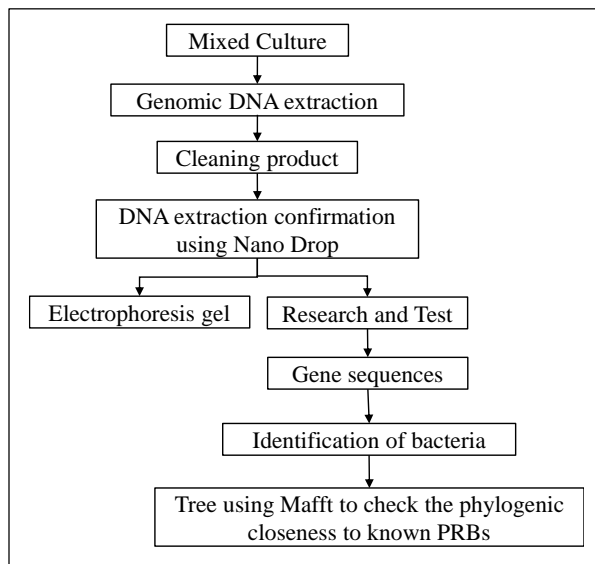 Mixed Culture
Genomic DNA extraction
Cleaning product
DNA extraction confirmation
using Nano Drop
Electrophoresis gel
Research and Test
Gene sequences
Identification of bacteria
Tree using Mafft to check the phylogenic
closeness to known PRBs